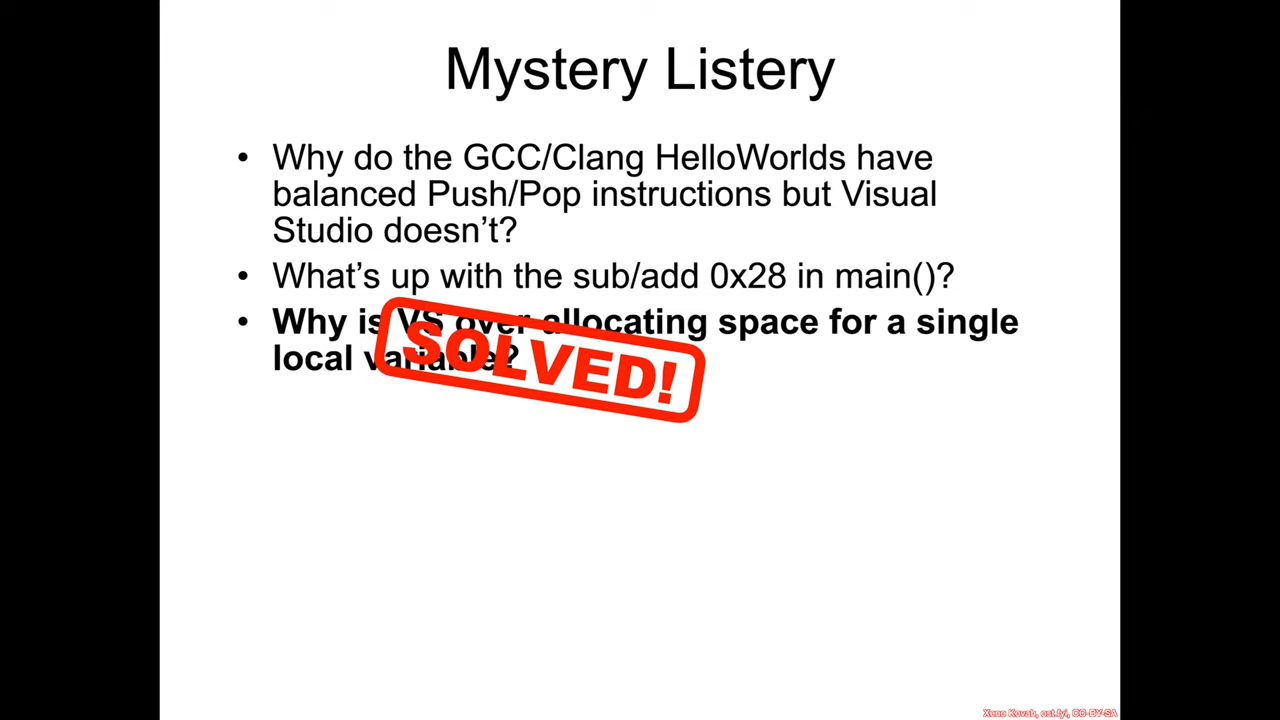 Mystery Listery
• Why do the GCC/Clang HelloWorlds have
balanced Push/Pop instructions but Visual
Studio doesn’t?
• What’s up with the sub/add 0x28 in main()?
• Why is VS over allocating space for a single
local variable?
SOLVED!
Xeno Kovah, ost.fyi, CC-BY-SA